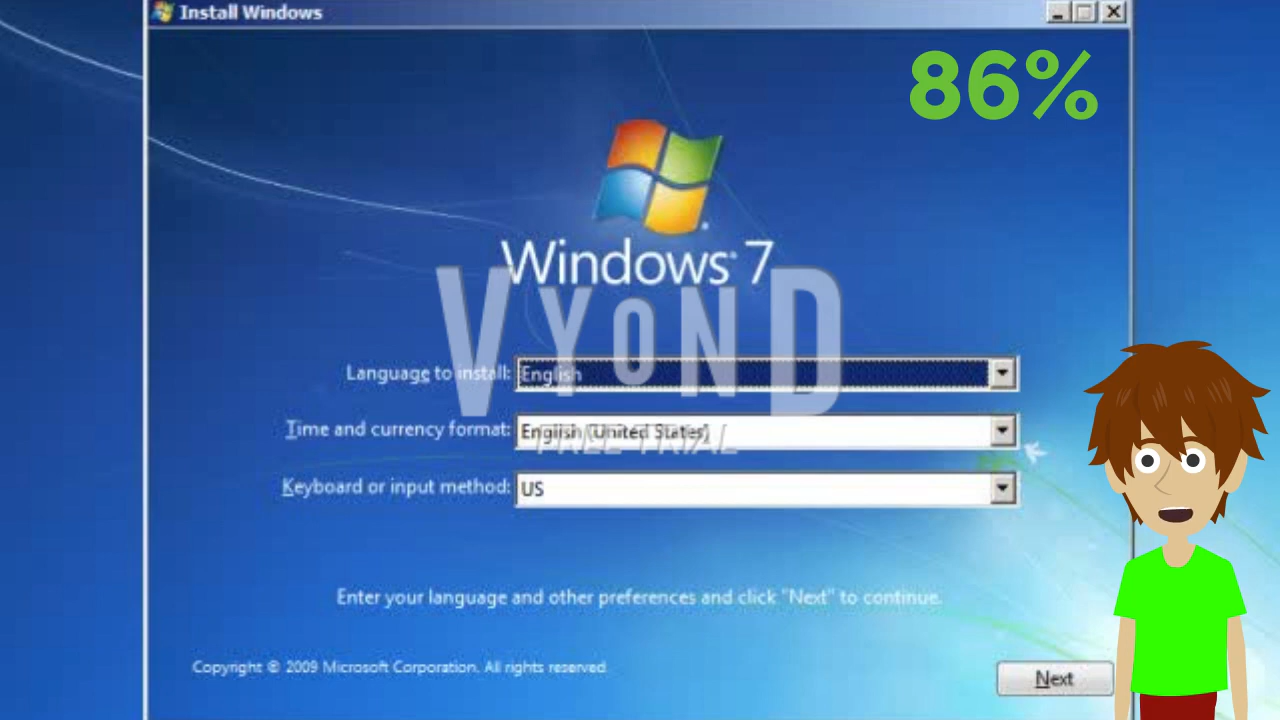 Install Windows
86%
Windows 7
VYOND
Language to install: English
FREE TRIAL
Time and currency format: English (United States)
Keyboard or input method: US
Enter your language and other preferences and click "Next" to continue.
Copyright © 2009 Microsoft Corporation. All rights reserved.
Next